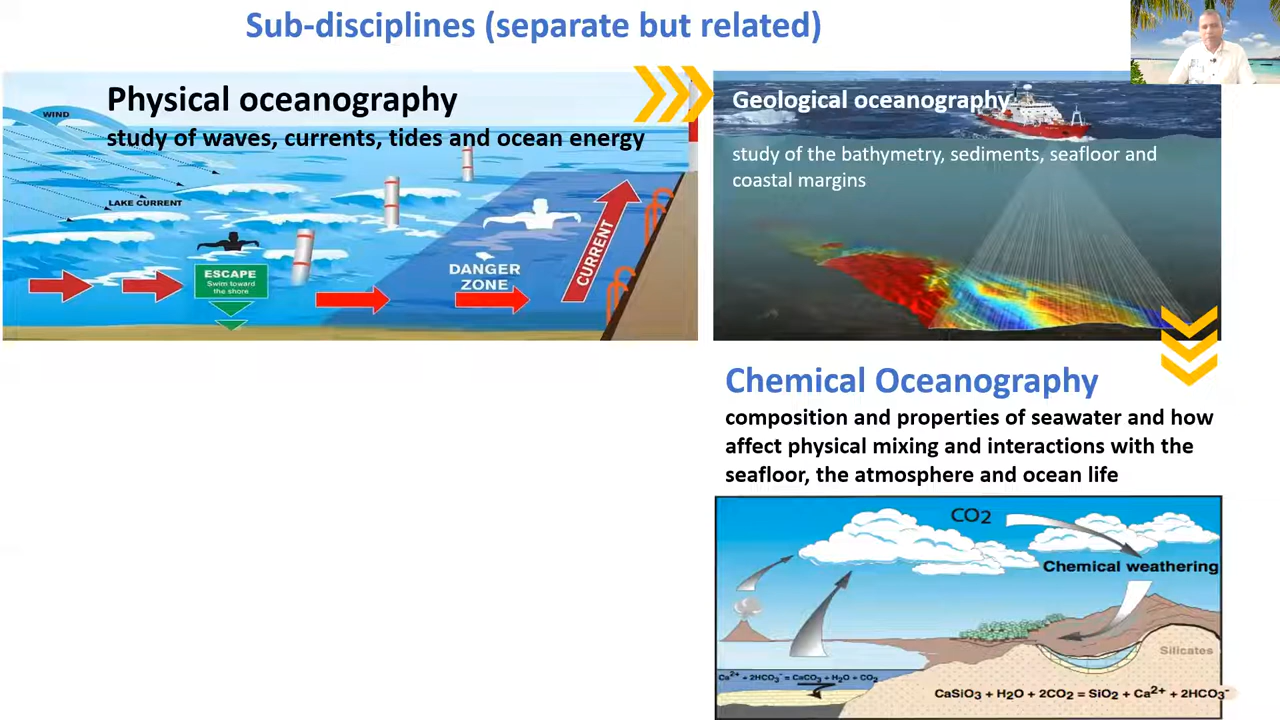 Sub-disciplines (separate but related)
Physical oceanography
study of waves, currents, tides and ocean energy
WIND
LAKE CURRENT
ESCAPE
Swim toward
the shore
DANGER
ZONE
CURRENT
Geological oceanography
study of the bathymetry, sediments, seafloor and
coastal margins
Chemical Oceanography
composition and properties of seawater and how
affect physical mixing and interactions with the
seafloor, the atmosphere and ocean life
CO2
Chemical weathering
Silicates
Ca2+ + 2HCO3- = CaCO3 + H2O + CO2
CaSiO3 + H2O + 2CO2 = SiO2 + Ca2+ + 2HCO3-